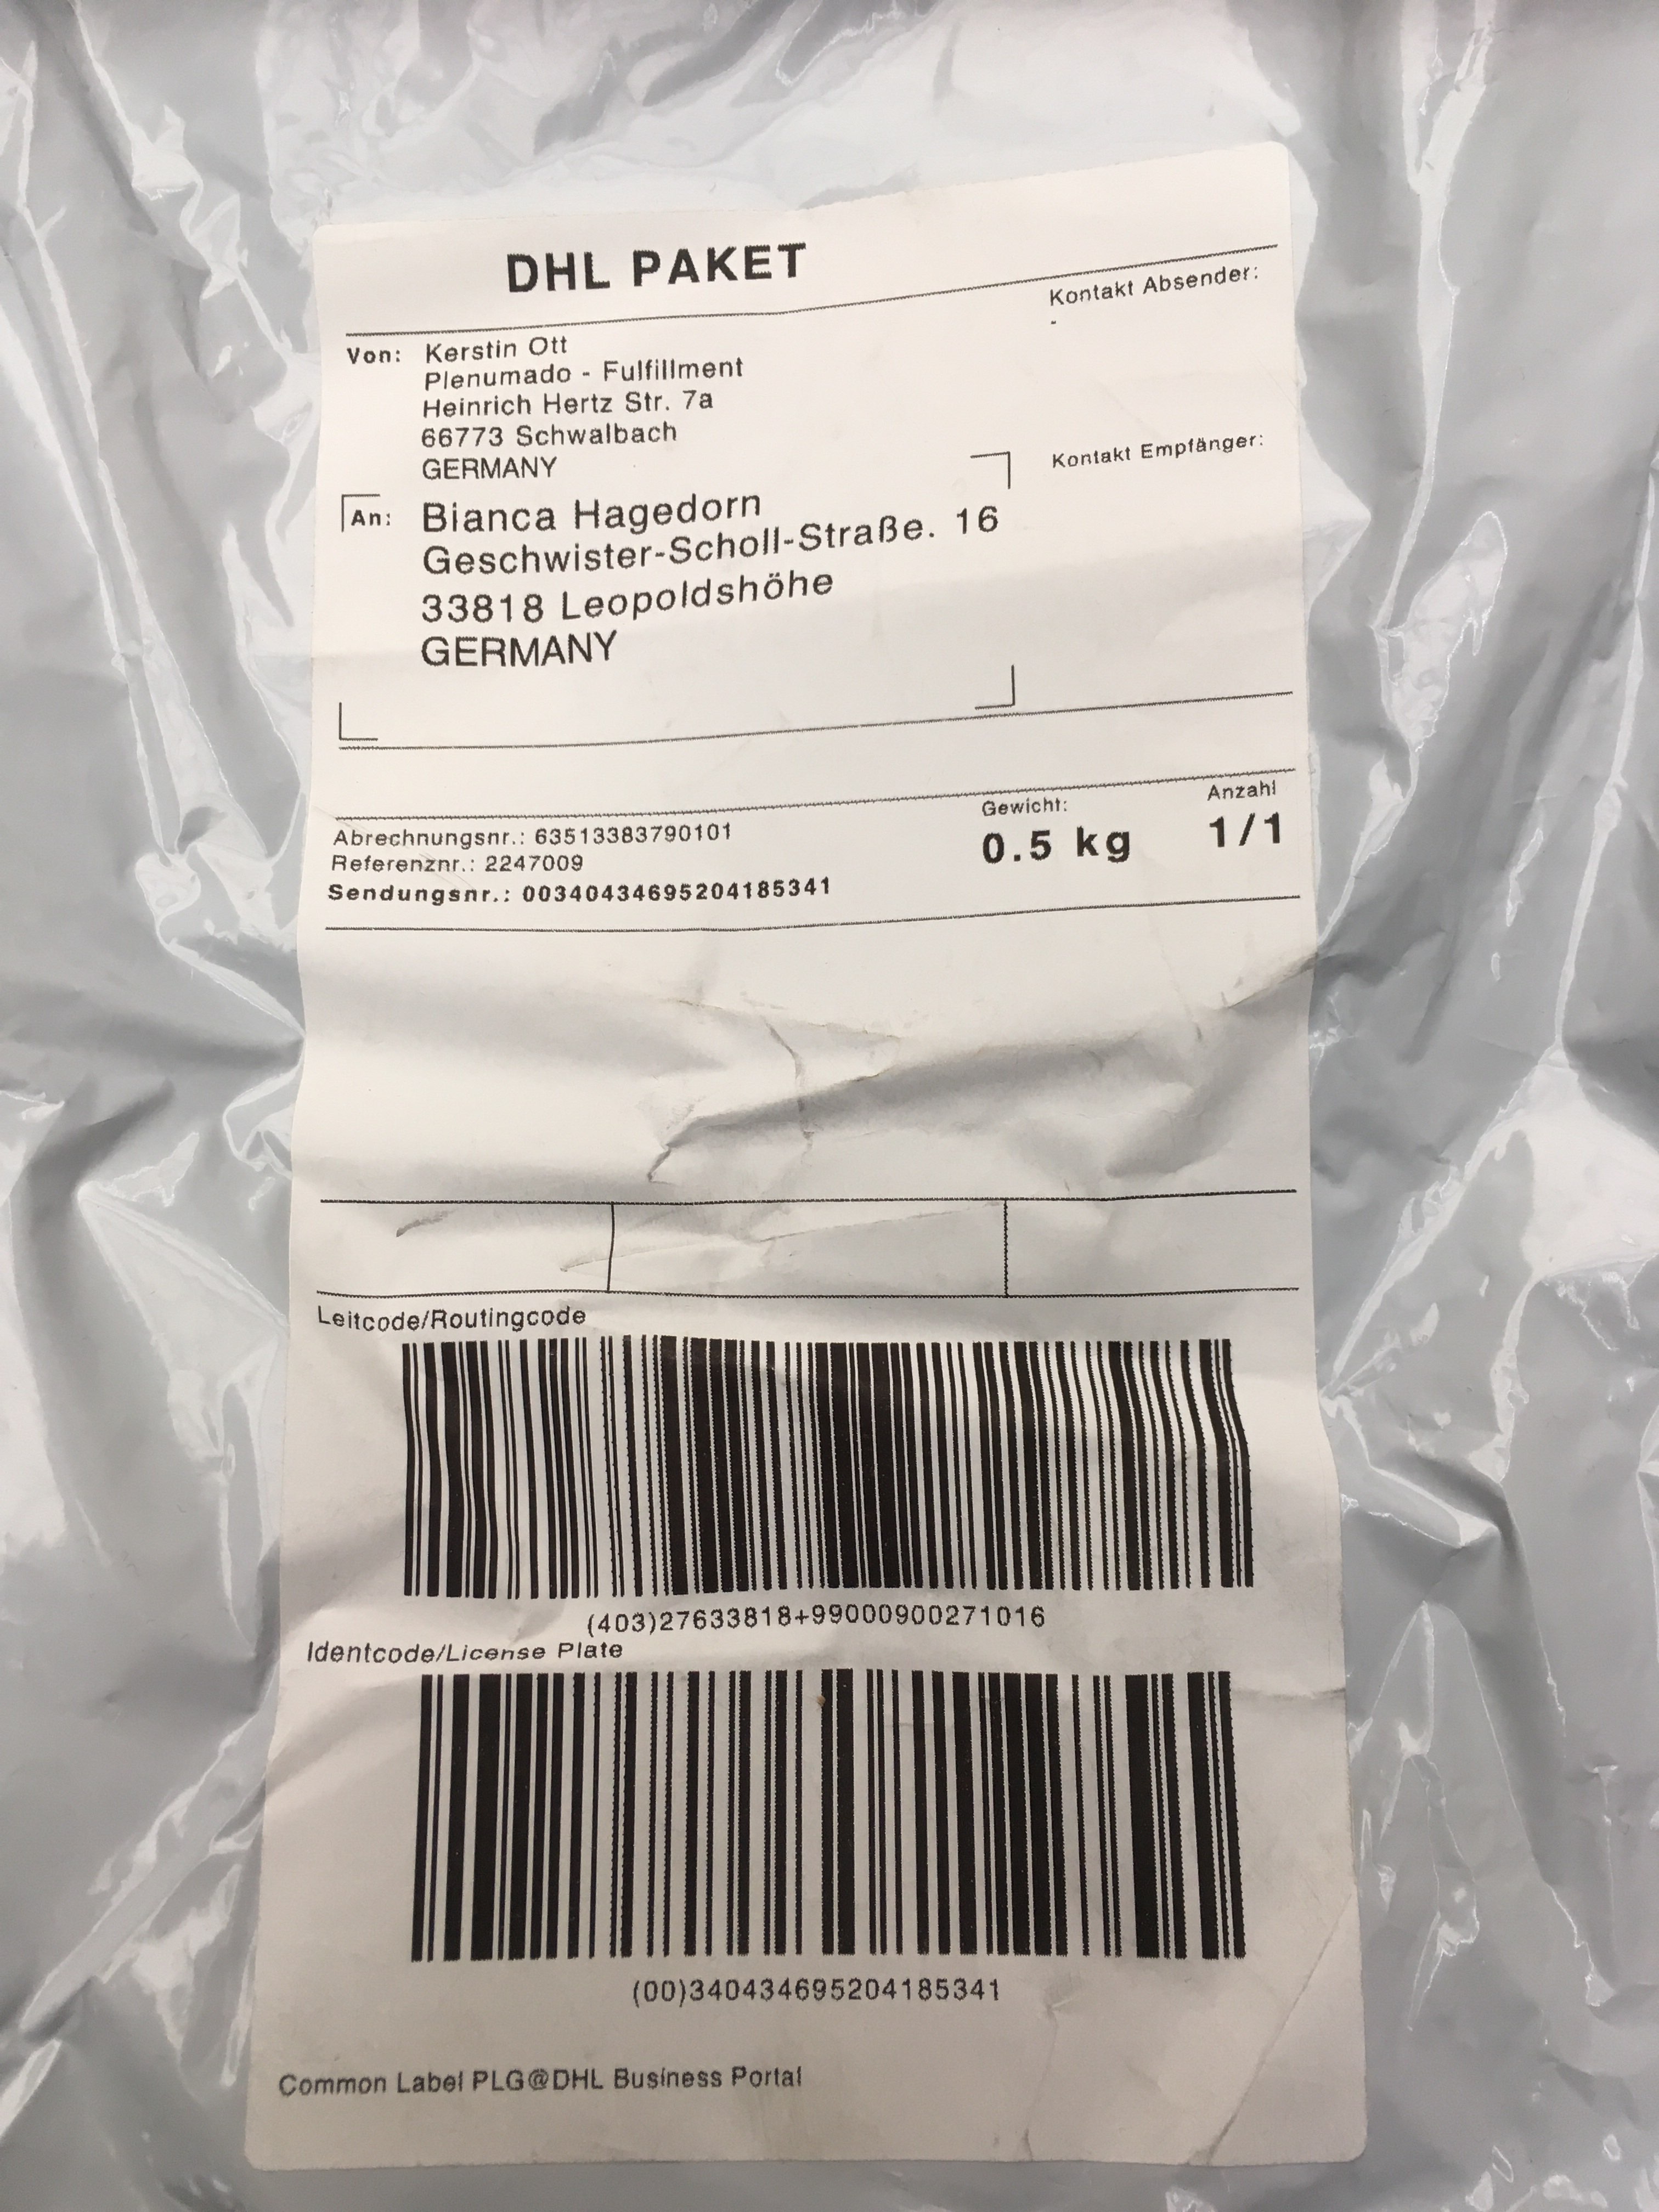 DHL PAKET
Kontakt Absender:
-
Von: Kerstin Ott
Plenumado - Fulfillment
Heinrich Hertz Str. 7a
66773 Schwalbach
GERMANY
Kontakt Empfänger:
An: Bianca Hagedorn
Geschwister-Scholl-Straße. 16
33818 Leopoldshöhe
GERMANY
Abrechnungsnr.: 63513383790101
Referenznr.: 2247009
Sendungsnr.: 00340434695204185341
Gewicht:
0.5 kg
Anzahl
1/1
Leitcode/Routingcode
(403)27633818+99000900271016
Identcode/License Plate
(00)340434695204185341
Common Label PLG@DHL Business Portal